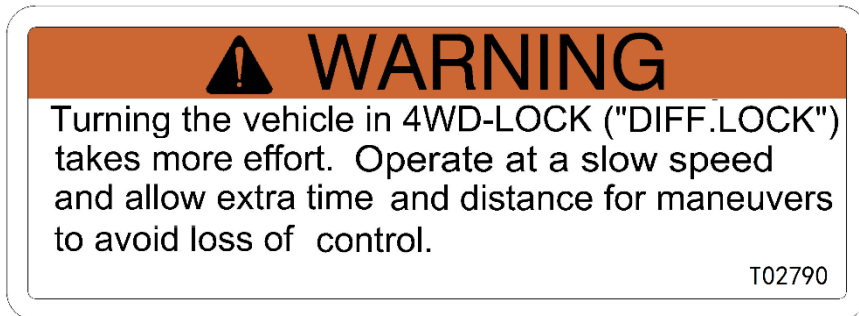 WARNING
Turning the vehicle in 4WD-LOCK ("DIFF.LOCK")
takes more effort. Operate at a slow speed
and allow extra time and distance for maneuvers
to avoid loss of control.
T02790